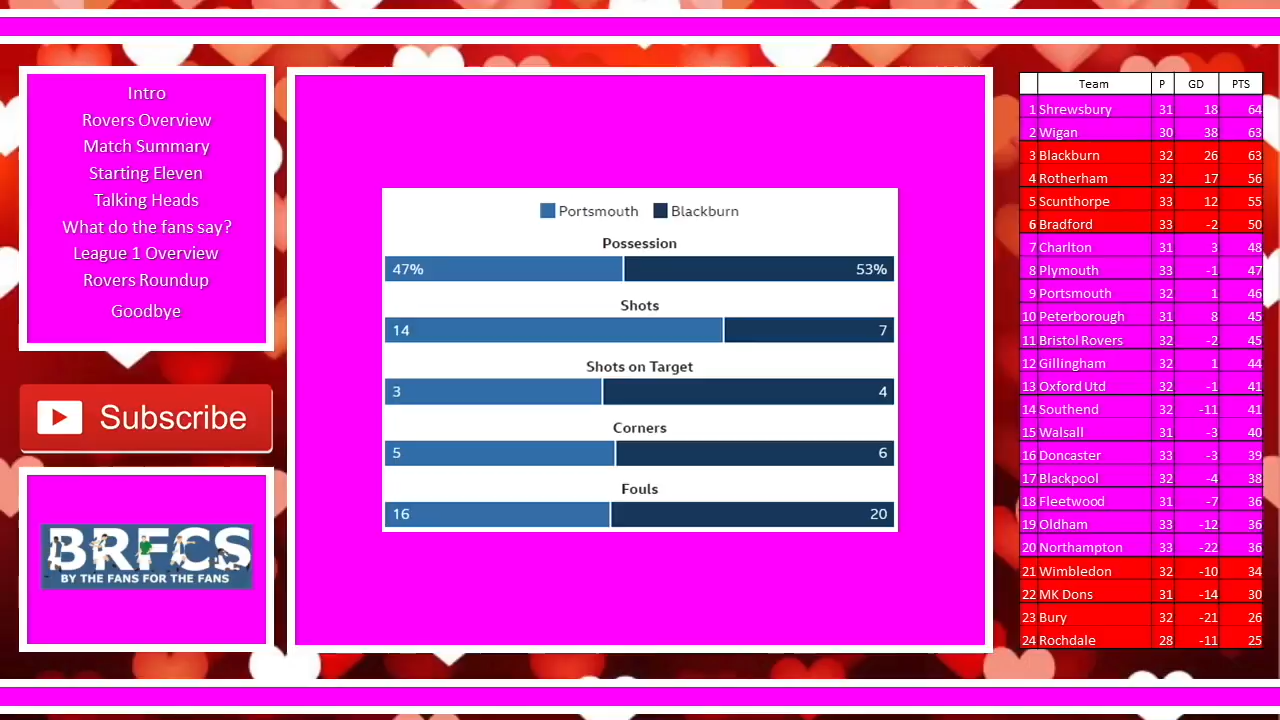 Intro
Rovers Overview
Match Summary
Starting Eleven
Talking Heads
What do the fans say?
League 1 Overview
Rovers Roundup
Goodbye
Subscribe
BRFCS
BY THE FANS FOR THE FANS
Portsmouth Blackburn
Possession
47% 53%
Shots
14 7
Shots on Target
3 4
Corners
5 6
Fouls
16 20
Team P GD PTS
1 Shrewsbury 31 18 64
2 Wigan 30 38 63
3 Blackburn 32 26 63
4 Rotherham 32 17 56
5 Scunthorpe 33 12 55
6 Bradford 33 -2 50
7 Charlton 31 3 48
8 Plymouth 33 -1 47
9 Portsmouth 32 1 46
10 Peterborough 31 8 45
11 Bristol Rovers 32 -2 45
12 Gillingham 32 1 44
13 Oxford Utd 32 -1 41
14 Southend 32 -11 41
15 Walsall 31 -3 40
16 Doncaster 33 -3 39
17 Blackpool 32 -4 38
18 Fleetwood 31 -7 36
19 Oldham 33 -12 36
20 Northampton 33 -22 36
21 Wimbledon 32 -10 34
22 MK Dons 31 -14 30
23 Bury 32 -21 26
24 Rochdale 28 -11 25